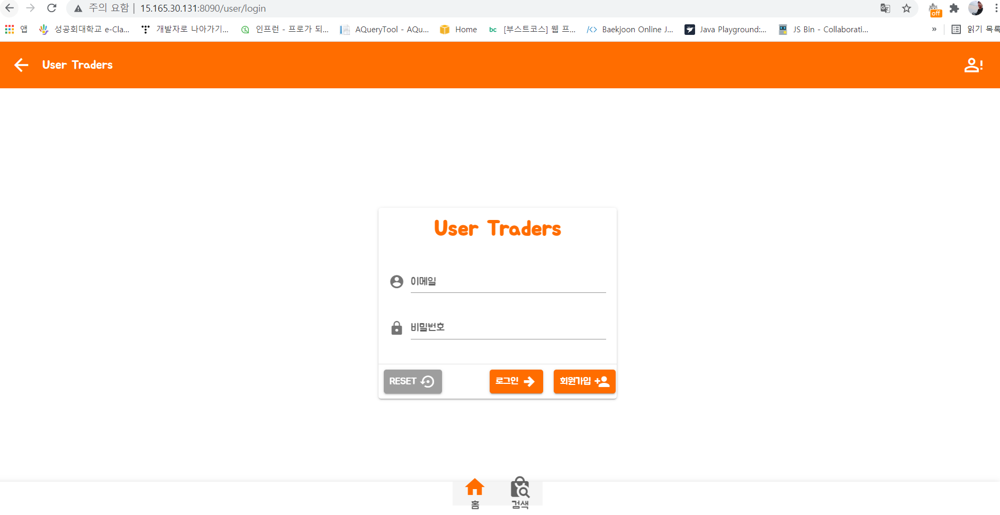 주의 요함 | 15.165.30.131:8090/user/login
off
앱 성공회대학교 e-Cla... 개발자로 나아가기... 인프런 - 프로가 되... AQueryTool - AQu... Home bc [부스트코스] 웹 프... Baekjoon Online J... Java Playground:... JS Bin - Collaborati... » 읽기 목록
User Traders
User Traders
이메일
비밀번호
RESET 로그인 회원가입
홈 검색